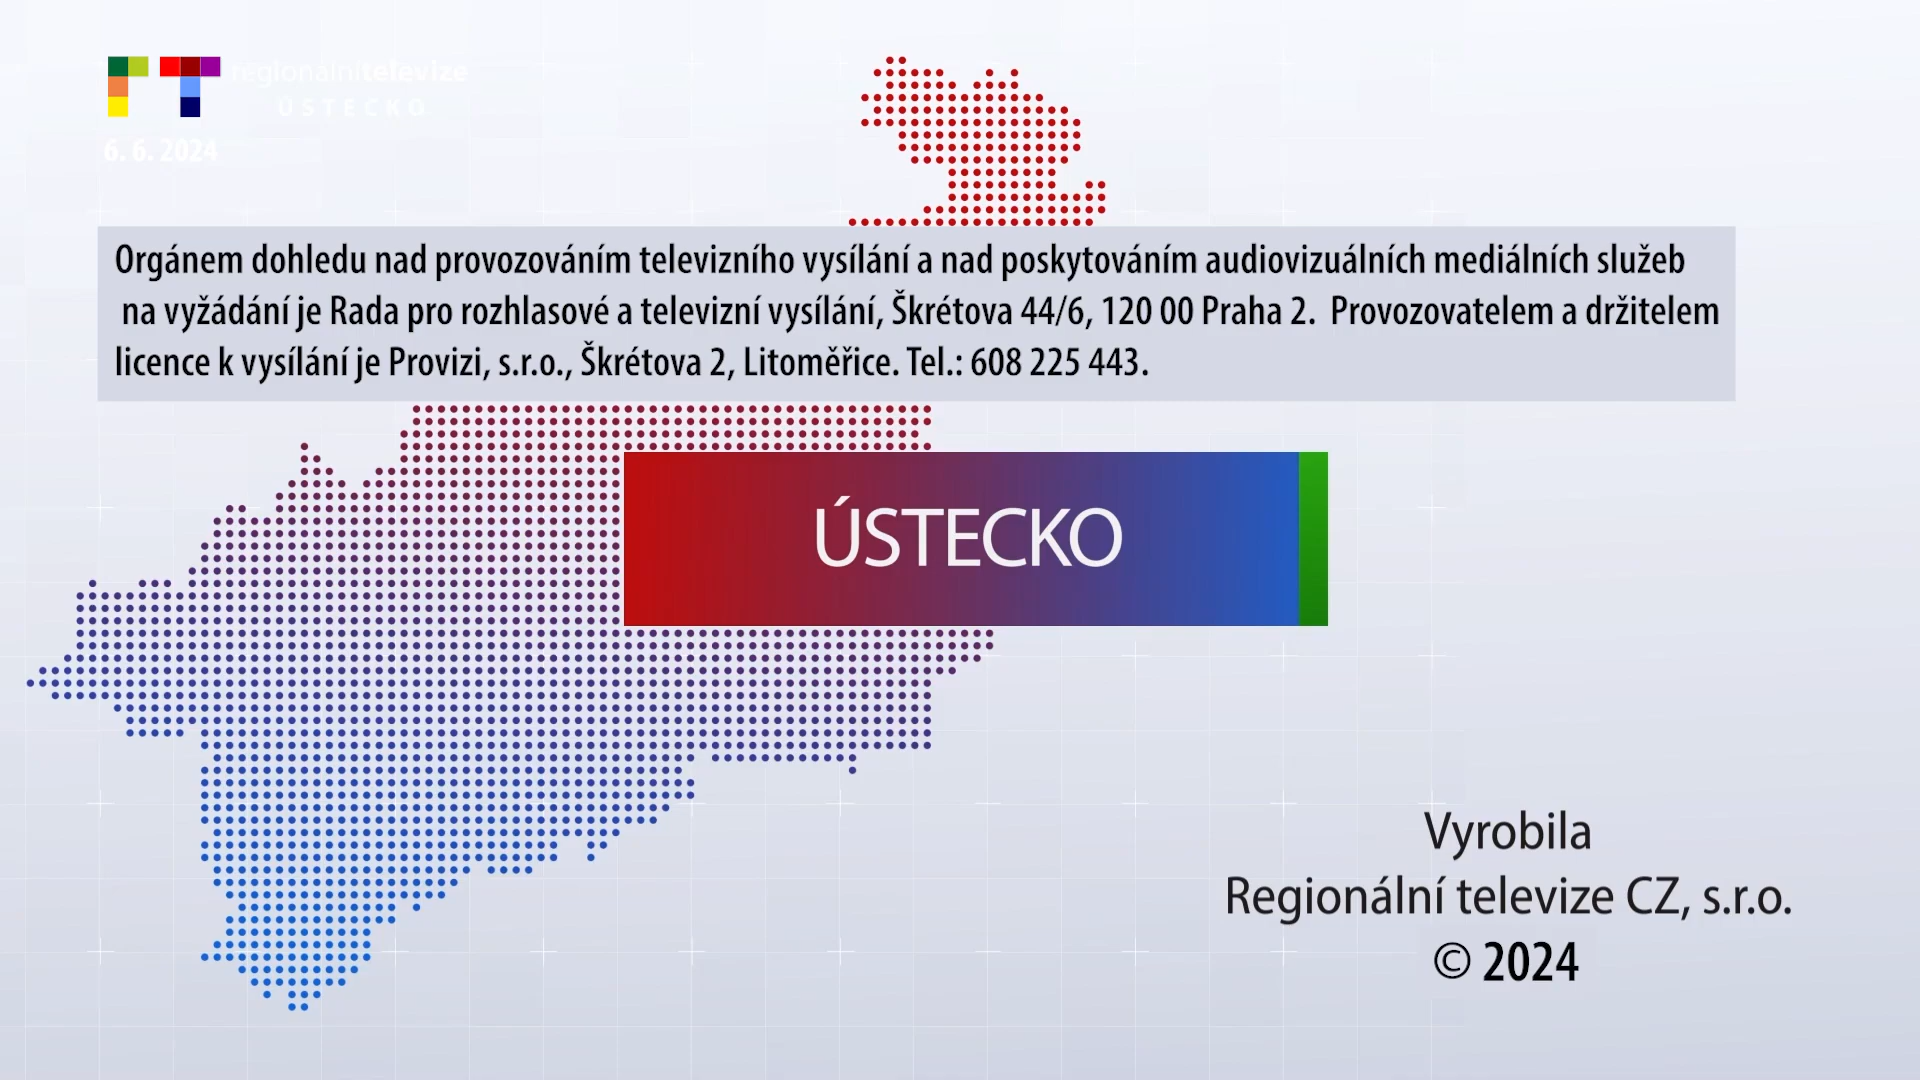 regionalnitelevize
ÚSTECKO
6. 6. 2024
Orgánem dohledu nad provozováním televizního vysílání a nad poskytováním audiovizuálních mediálních služeb
na vyžádání je Rada pro rozhlasové a televizní vysílání, Škrétova 44/6, 120 00 Praha 2. Provozovatelem a držitelem
licence k vysílání je Provizi, s.r.o., Škrétova 2, Litoměřice. Tel.: 608 225 443.
ÚSTECKO
Vyrobila
Regionální televize CZ, s.r.o.
© 2024